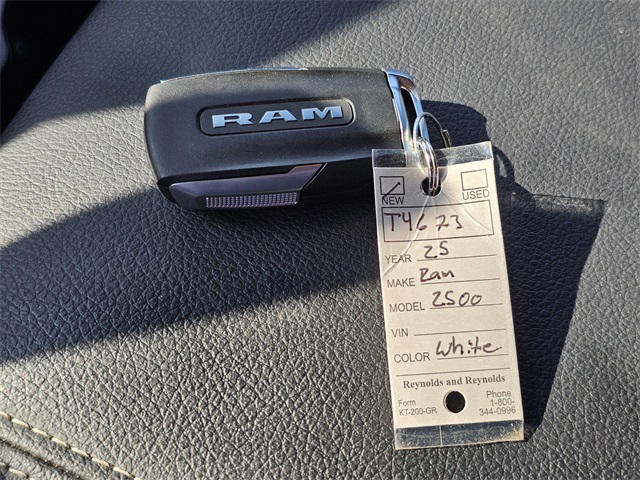 RAM
NEW USED
T4673
YEAR 25
MAKE Ram
MODEL 2500
VIN
COLOR White
Reynolds and Reynolds
Form
KT-200-GR
Phone
1-800-
344-0996